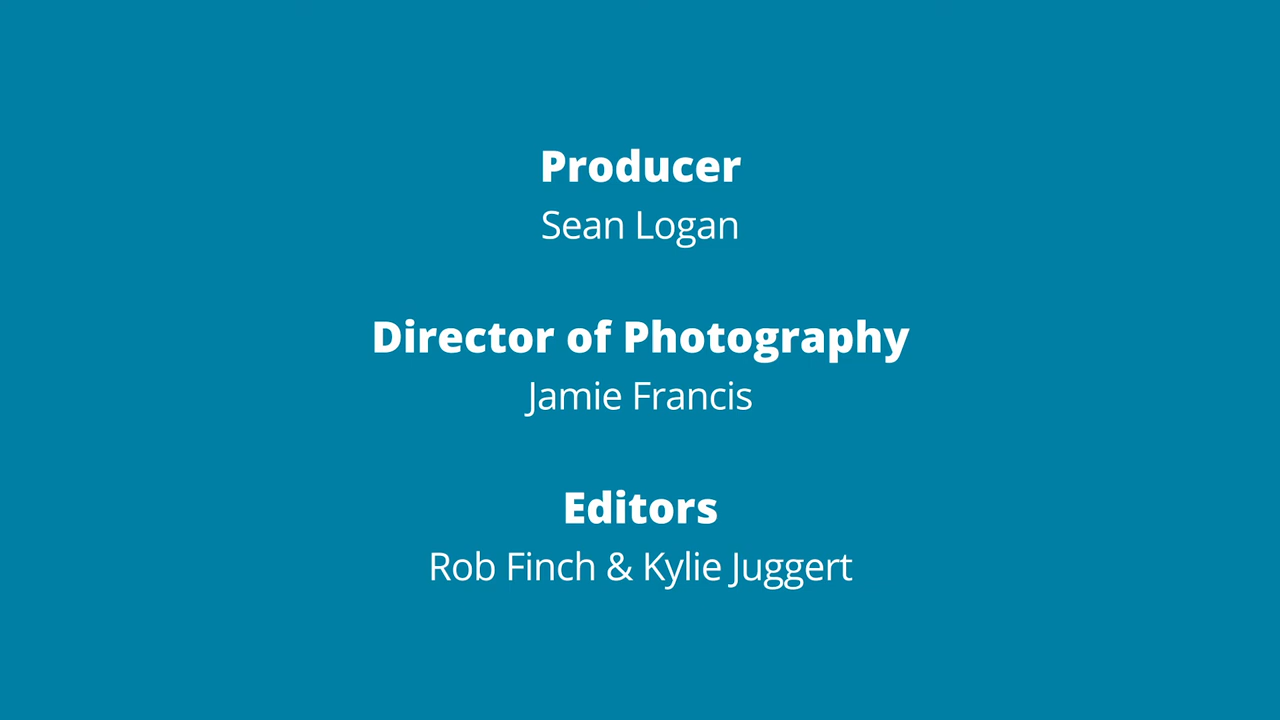 Producer
Sean Logan
Director of Photography
Jamie Francis
Editors
Rob Finch & Kylie Juggert